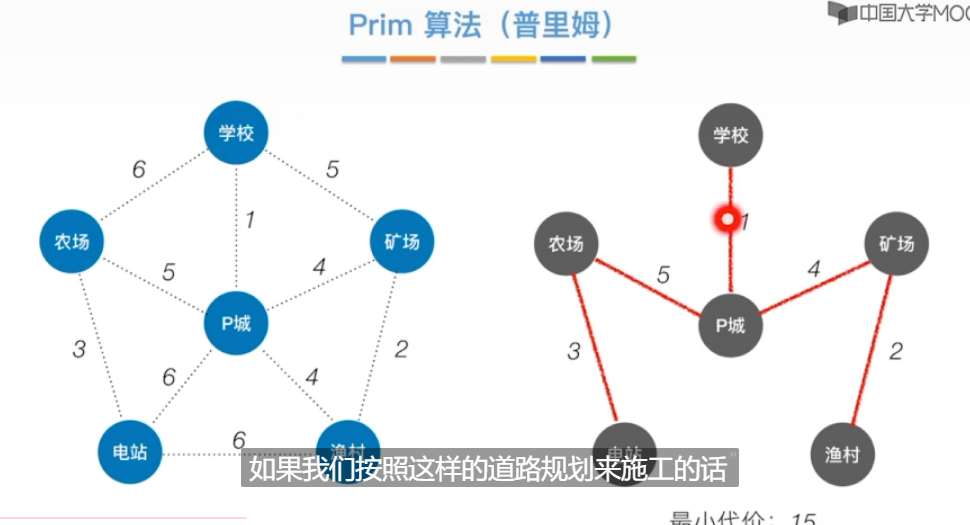 Prim 算法（普里姆）
中国大学MOO
学校
6
5
1
农场
矿场
5
4
P城
3
6
4
2
电站
6
渔村
学校
1
农场
矿场
5
4
P城
3
2
电站
渔村
如果我们按照这样的道路规划来施工的话
最小代价：15